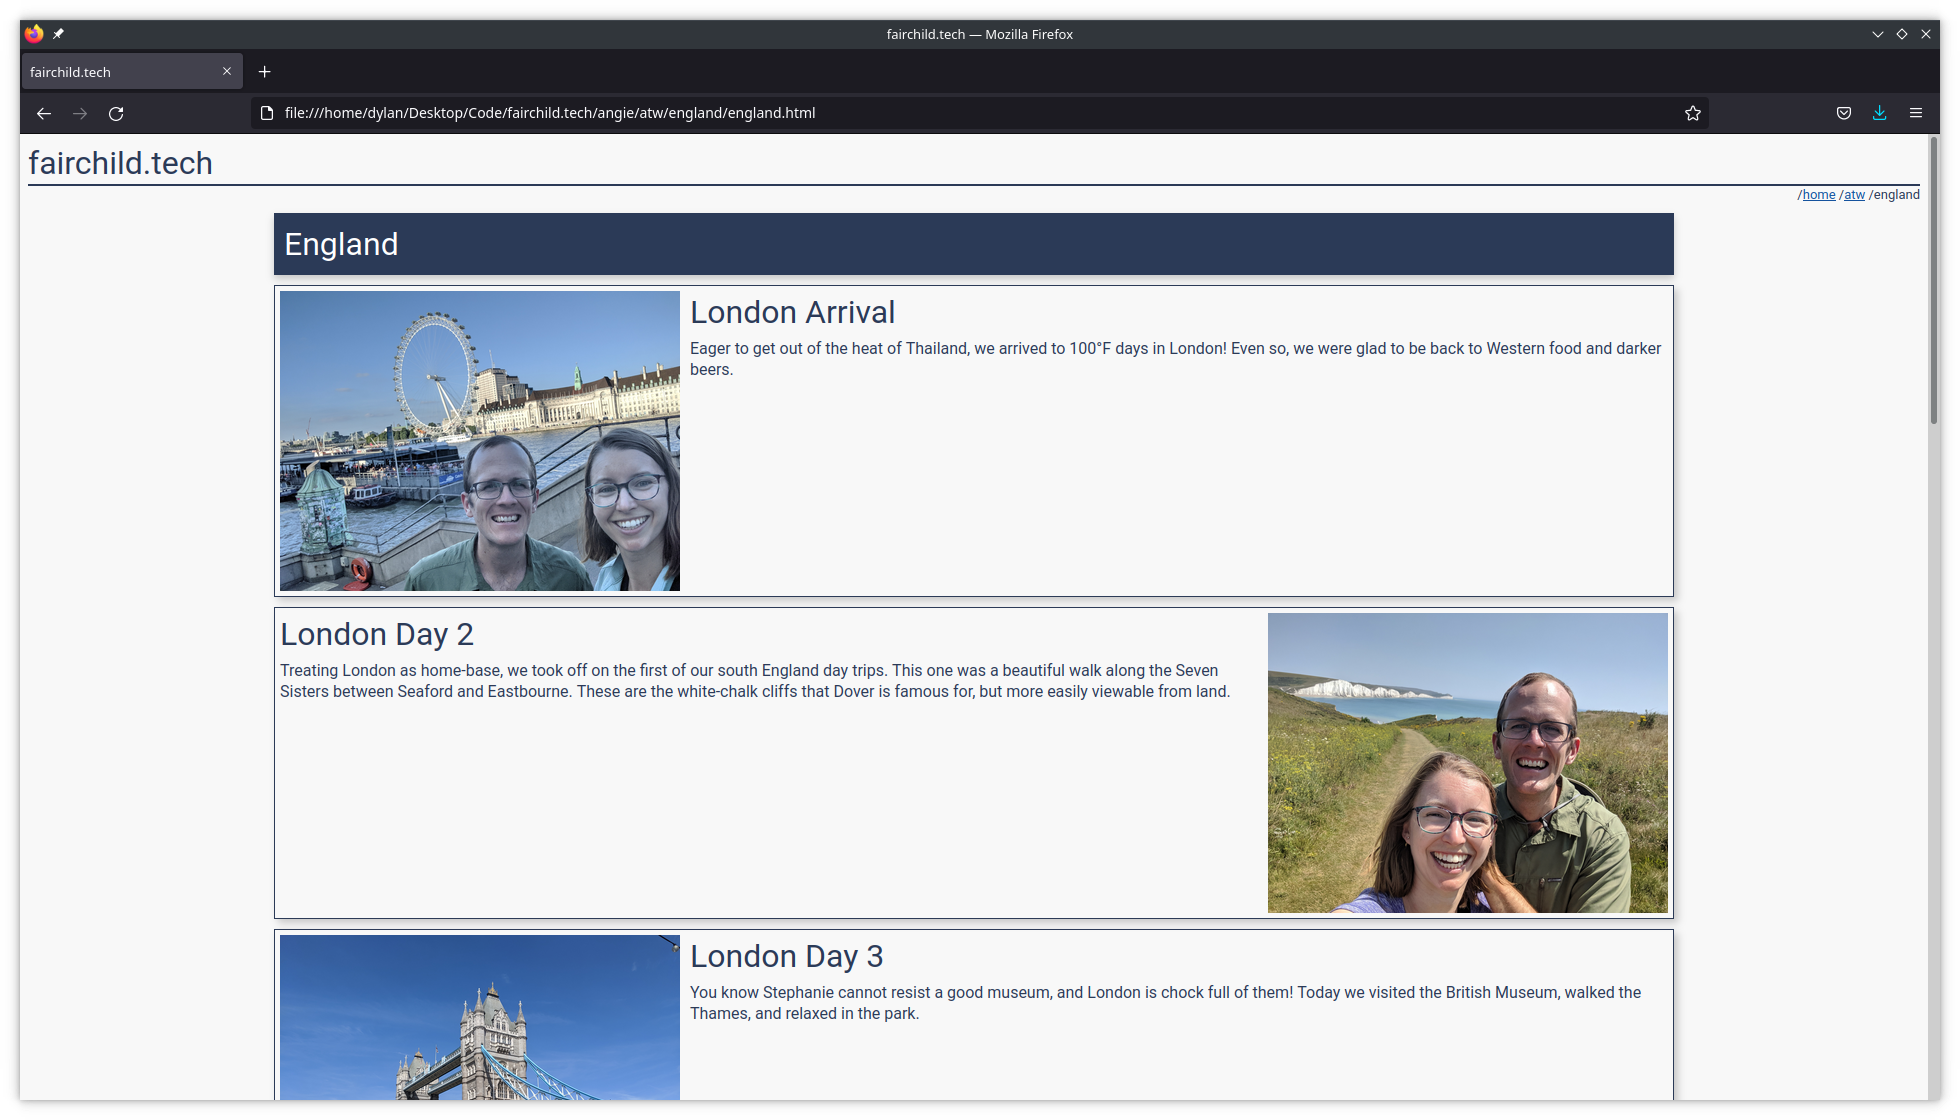 fairchild.tech — Mozilla Firefox
fairchild.tech
file:///home/dylan/Desktop/Code/fairchild.tech/angie/atw/england/england.html
fairchild.tech
/home /atw /england
England
London Arrival
Eager to get out of the heat of Thailand, we arrived to 100°F days in London! Even so, we were glad to be back to Western food and darker
beers.
London Day 2
Treating London as home-base, we took off on the first of our south England day trips. This one was a beautiful walk along the Seven
Sisters between Seaford and Eastbourne. These are the white-chalk cliffs that Dover is famous for, but more easily viewable from land.
London Day 3
You know Stephanie cannot resist a good museum, and London is chock full of them! Today we visited the British Museum, walked the
Thames, and relaxed in the park.